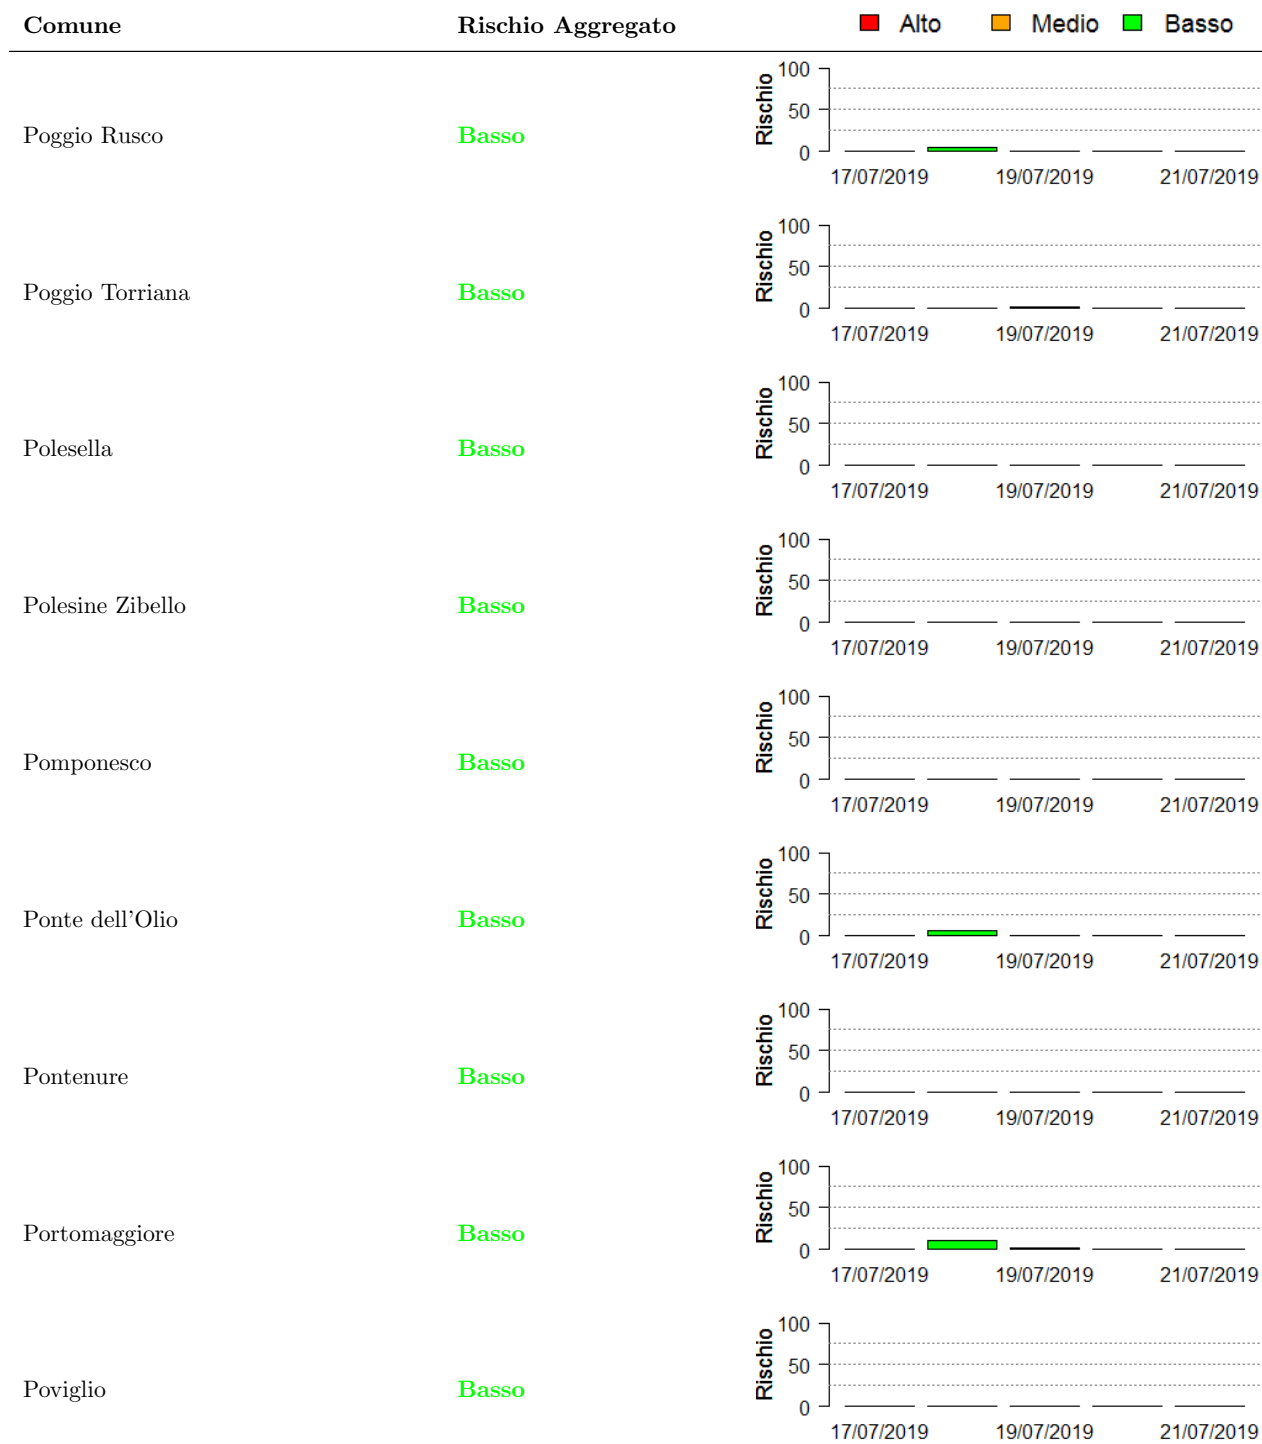 Comune Rischio Aggregato Alto Medio Basso
Poggio Rusco Basso Rischio 100 50 0
17/07/2019 19/07/2019 21/07/2019
Poggio Torriana Basso Rischio 100 50 0
17/07/2019 19/07/2019 21/07/2019
Polesella Basso Rischio 100 50 0
17/07/2019 19/07/2019 21/07/2019
Polesine Zibello Basso Rischio 100 50 0
17/07/2019 19/07/2019 21/07/2019
Pomponesco Basso Rischio 100 50 0
17/07/2019 19/07/2019 21/07/2019
Ponte dell'Olio Basso Rischio 100 50 0
17/07/2019 19/07/2019 21/07/2019
Pontenure Basso Rischio 100 50 0
17/07/2019 19/07/2019 21/07/2019
Portomaggiore Basso Rischio 100 50 0
17/07/2019 19/07/2019 21/07/2019
Poviglio Basso Rischio 100 50 0
17/07/2019 19/07/2019 21/07/2019